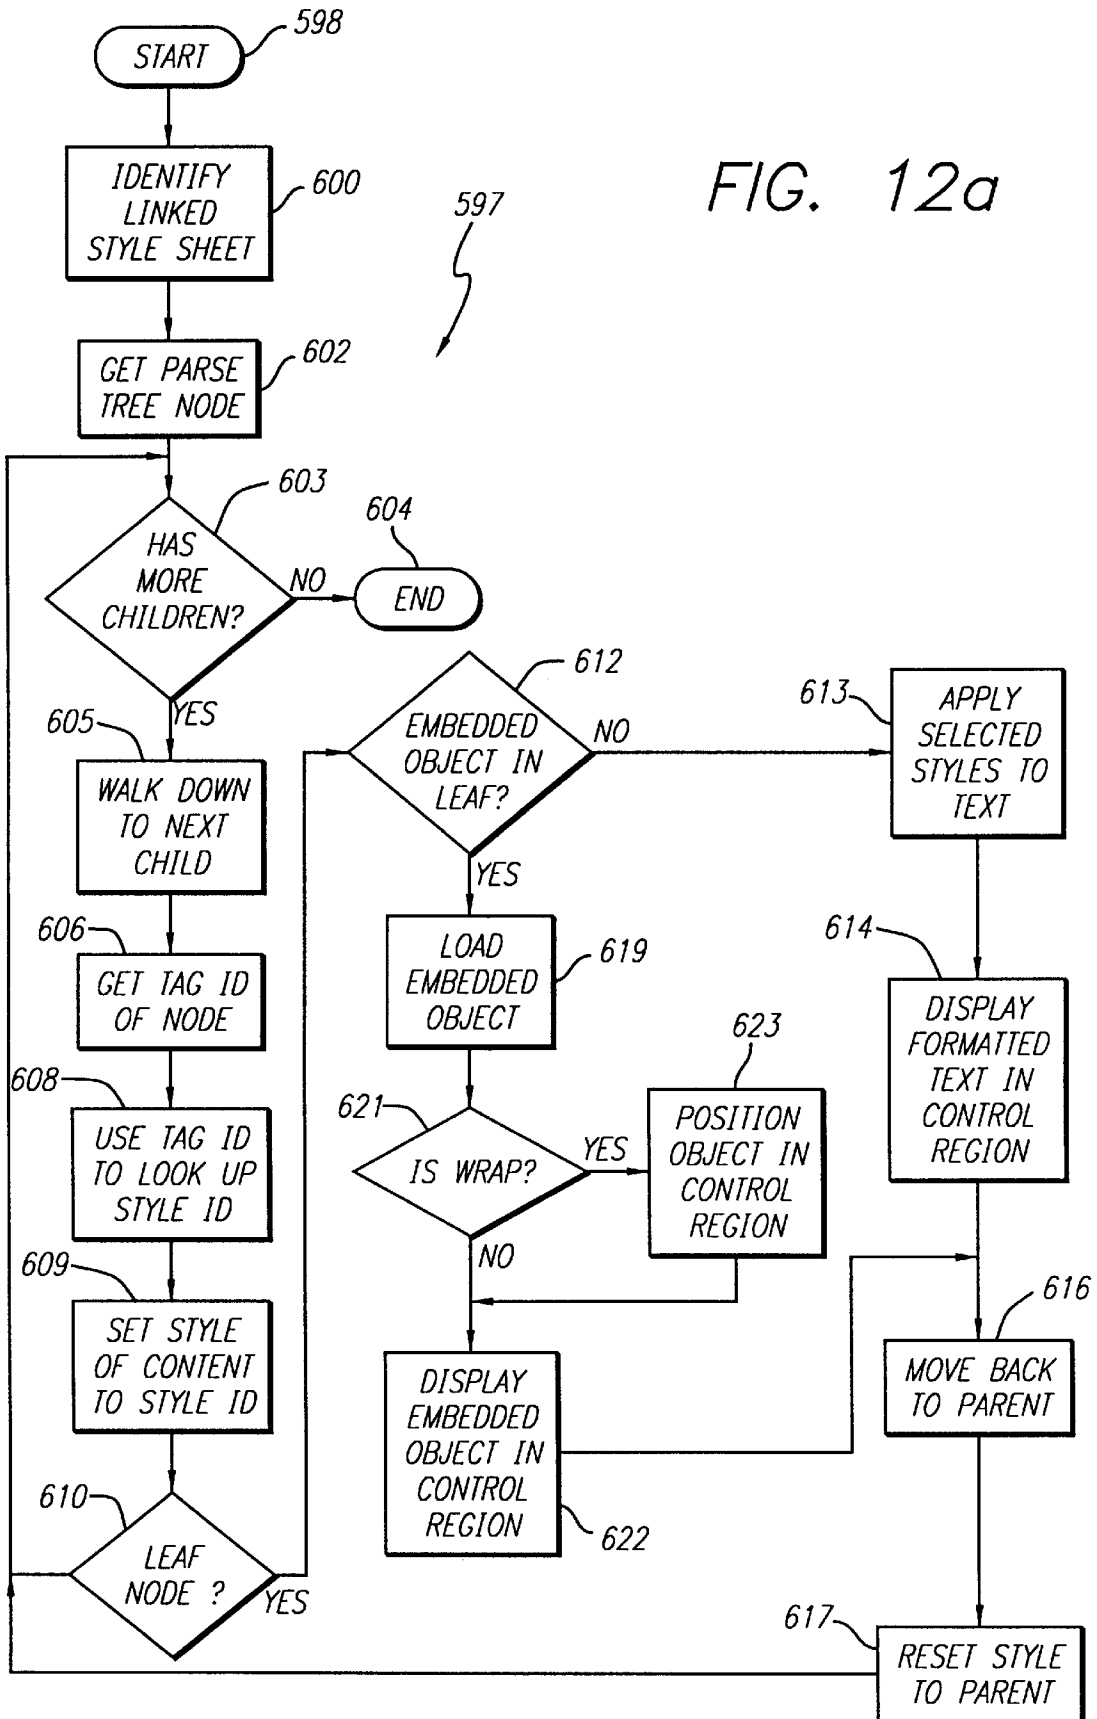 598
START
FIG. 12a
IDENTIFY
LINKED
STYLE SHEET
600
597
GET PARSE
TREE NODE
602
603
HAS
MORE
CHILDREN?
NO
604
END
YES
605
WALK DOWN
TO NEXT
CHILD
606
GET TAG ID
OF NODE
608
USE TAG ID
TO LOOK UP
STYLE ID
609
SET STYLE
OF CONTENT
TO STYLE ID
610
LEAF
NODE ?
YES
612
EMBEDDED
OBJECT IN
LEAF?
NO
YES
619
LOAD
EMBEDDED
OBJECT
621
IS WRAP?
YES
NO
623
POSITION
OBJECT IN
CONTROL
REGION
DISPLAY
EMBEDDED
OBJECT IN
CONTROL
REGION
622
613
APPLY
SELECTED
STYLES TO
TEXT
614
DISPLAY
FORMATTED
TEXT IN
CONTROL
REGION
616
MOVE BACK
TO PARENT
617
RESET STYLE
TO PARENT